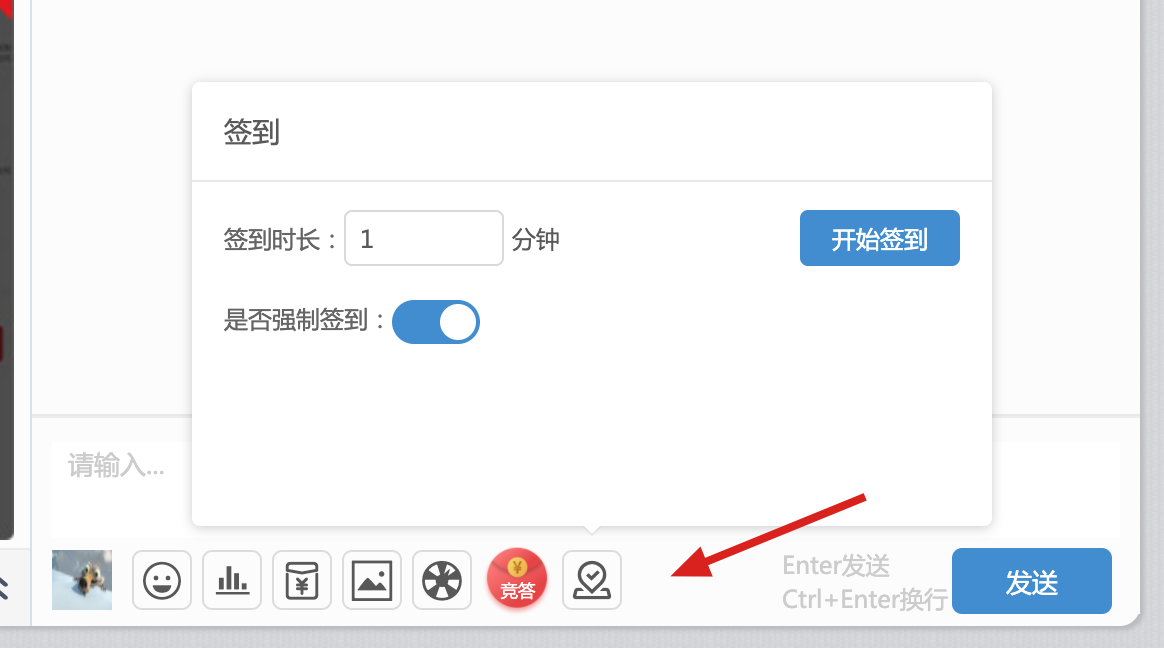 签到
签到时长：1 分钟
开始签到
是否强制签到：
请输入...
¥
¥
竞答
Enter发送
Ctrl+Enter换行
发送